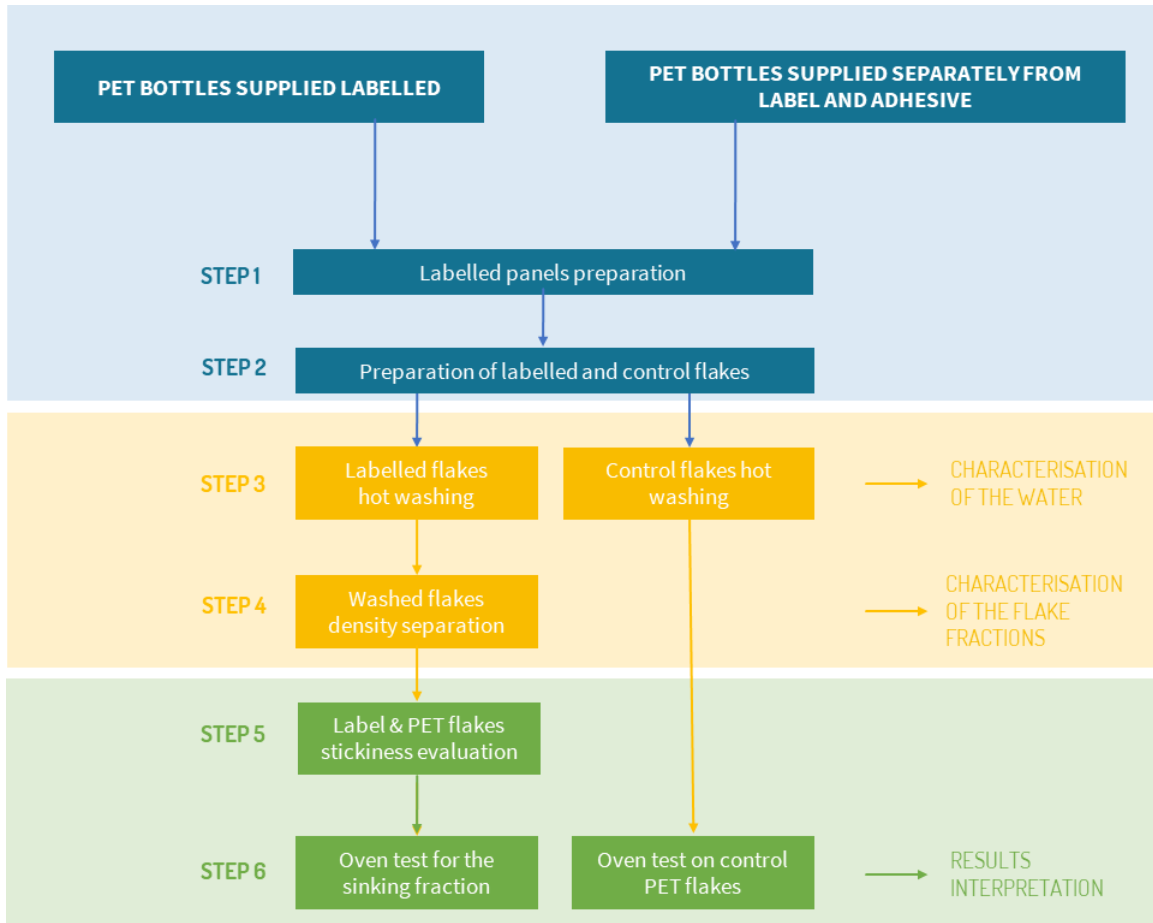 PET BOTTLES SUPPLIED LABELLED
PET BOTTLES SUPPLIED SEPARATELY FROM
LABEL AND ADHESIVE
STEP 1
Labelled panels preparation
STEP 2
Preparation of labelled and control flakes
STEP 3
Labelled flakes
hot washing
Control flakes hot
washing
CHARACTERISATION
OF THE WATER
STEP 4
Washed flakes
density separation
CHARACTERISATION
OF THE FLAKE
FRACTIONS
STEP 5
Label & PET flakes
stickiness evaluation
STEP 6
Oven test for the
sinking fraction
Oven test on control
PET flakes
RESULTS
INTERPRETATION